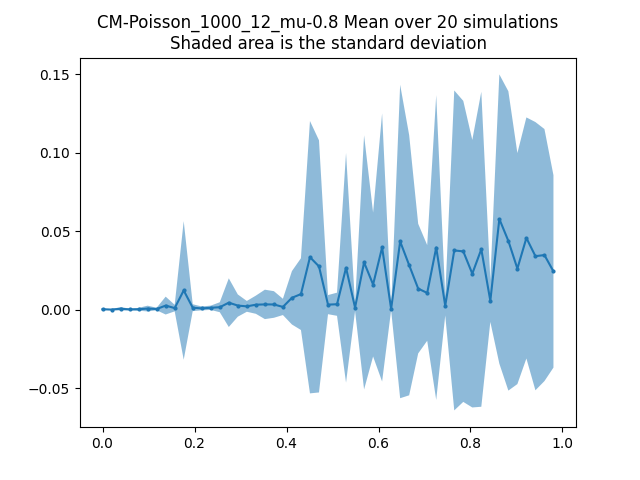 CM-Poisson_1000_12_mu-0.8 Mean over 20 simulations
Shaded area is the standard deviation
0.15
0.10
0.05
0.00
−0.05
0.0 0.2 0.4 0.6 0.8 1.0